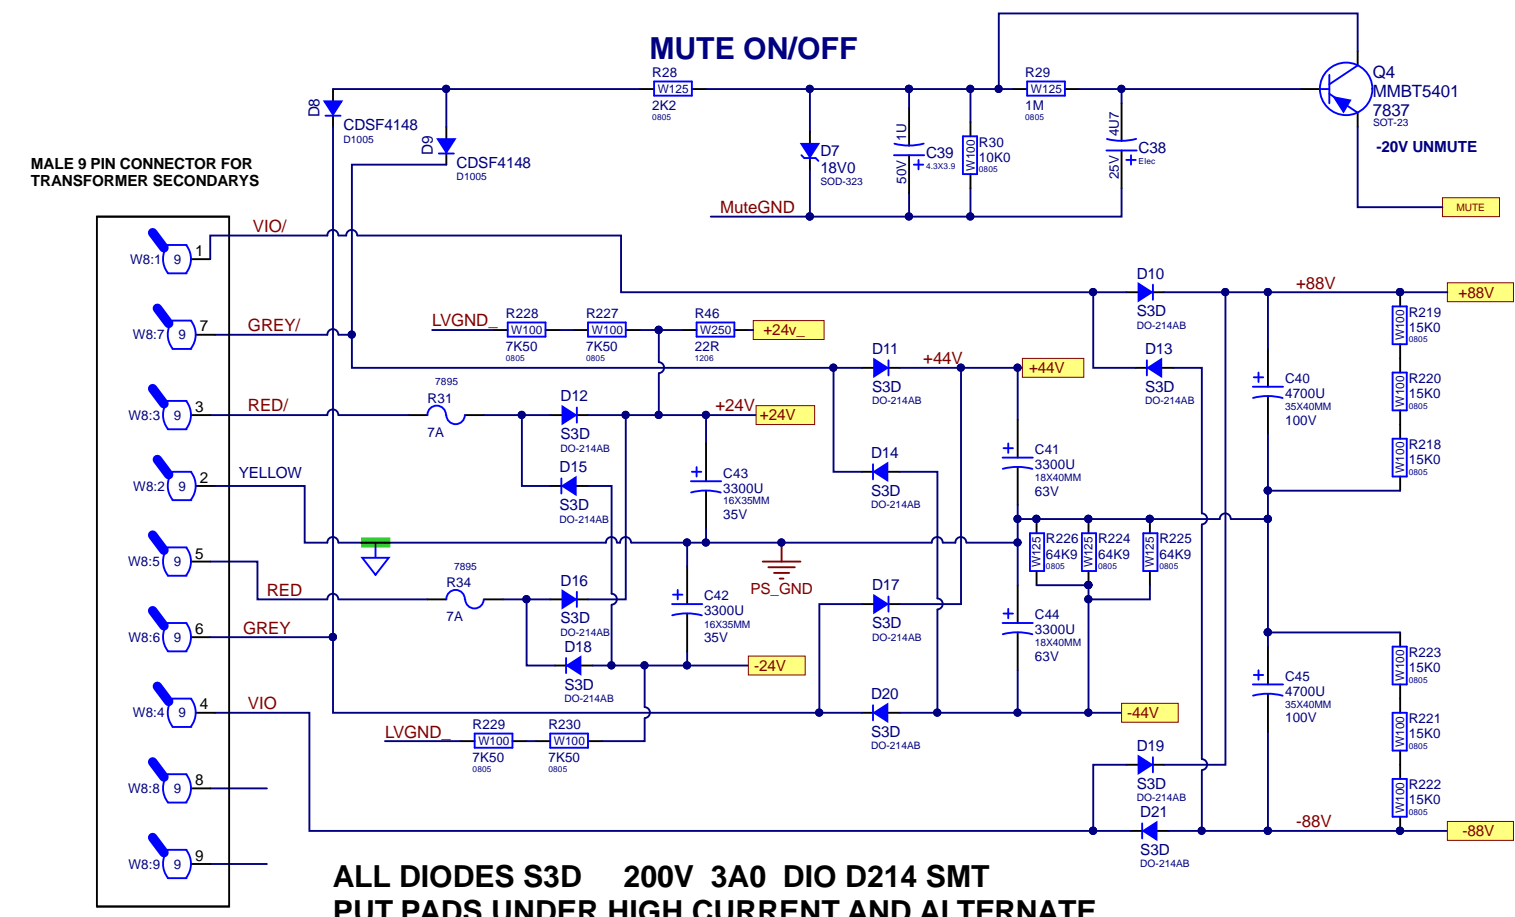 MUTE ON/OFF
R28
W125
2K2
0805
R29
W125
1M
0805
Q4
MMBT5401
7837
SOT-23
-20V UNMUTE
MUTE
D8
CDSF4148
D1005
D9
CDSF4148
D1005
D7
18V0
SOD-323
1U
C39
4.3X3.9
50V
R30
W100
10K0
0805
4U7
C38
Elec
25V
MuteGND
MALE 9 PIN CONNECTOR FOR
TRANSFORMER SECONDARYS
W8:1 9 1 VIO/
W8:7 9 7 GREY/
W8:3 9 3 RED/
W8:2 9 2 YELLOW
W8:5 9 5 RED
W8:6 9 6 GREY
W8:4 9 4 VIO
W8:8 9 8
W8:9 9 9
LVGND_
R228
W100
7K50
0805
R227
W100
7K50
0805
R46
W250
22R
1206
+24v_
7895
R31
7A
D12
S3D
DO-214AB
+24V
+24V
D15
S3D
DO-214AB
C43
3300U
16X35MM
35V
PS_GND
7895
R34
7A
D16
S3D
DO-214AB
D18
S3D
DO-214AB
C42
3300U
16X35MM
35V
-24V
LVGND_
R229
W100
7K50
0805
R230
W100
7K50
0805
D11
S3D
DO-214AB
+44V
+44V
D14
S3D
DO-214AB
C41
3300U
18X40MM
63V
R226
W125
64K9
0805
R224
W125
64K9
0805
R225
W125
64K9
0805
D17
S3D
DO-214AB
C44
3300U
18X40MM
63V
D20
S3D
DO-214AB
-44V
D10
S3D
DO-214AB
+88V
+88V
D13
S3D
DO-214AB
C40
4700U
35X40MM
100V
R219
W100
15K0
0805
R220
W100
15K0
0805
R218
W100
15K0
0805
C45
4700U
35X40MM
100V
R223
W100
15K0
0805
R221
W100
15K0
0805
R222
W100
15K0
0805
D19
S3D
DO-214AB
D21
S3D
DO-214AB
-88V
-88V
ALL DIODES S3D 200V 3A0 DIO D214 SMT
PUT PADS UNDER HIGH CURRENT AND ALTERNATE